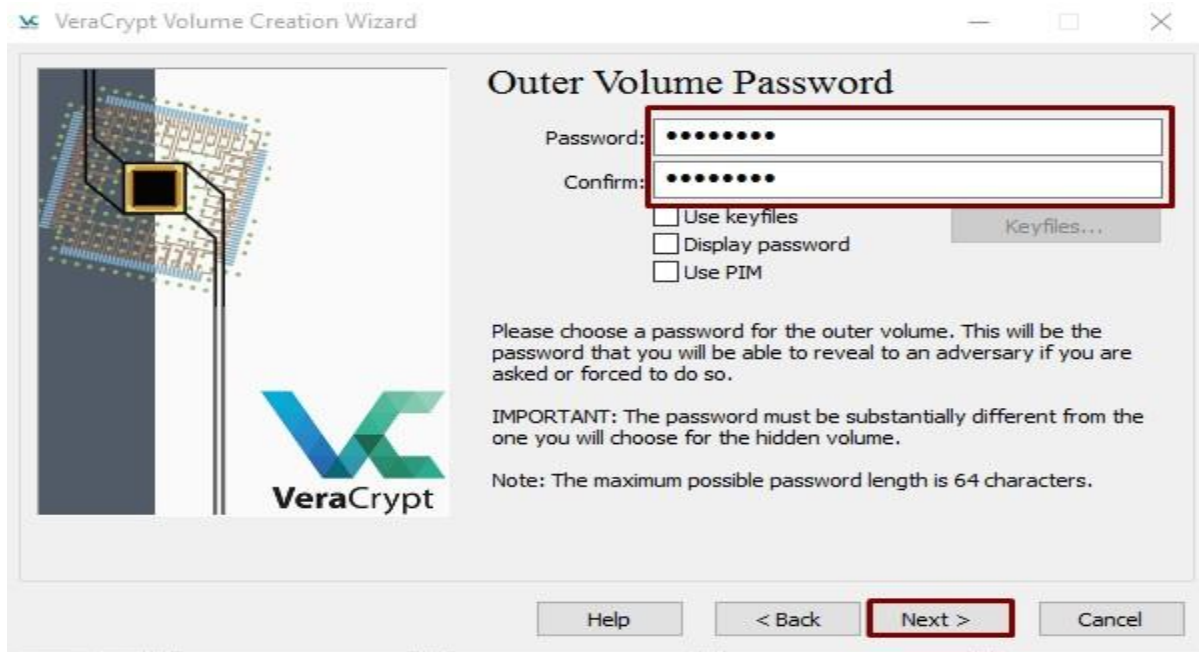 VeraCrypt Volume Creation Wizard
Outer Volume Password
Password: ••••••••
Confirm: ••••••••
Use keyfiles
Keyfiles...
Display password
Use PIM
Please choose a password for the outer volume. This will be the
password that you will be able to reveal to an adversary if you are
asked or forced to do so.
IMPORTANT: The password must be substantially different from the
one you will choose for the hidden volume.
Note: The maximum possible password length is 64 characters.
VeraCrypt
Help
< Back
Next >
Cancel